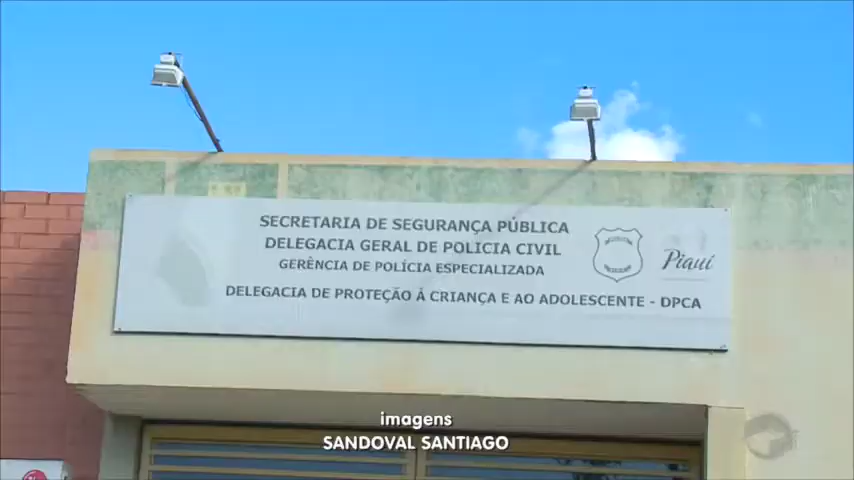 SECRETARIA DE SEGURANÇA PÚBLICA
DELEGACIA GERAL DE POLICIA CIVIL
GERÊNCIA DE POLÍCIA ESPECIALIZADA
DELEGACIA DE PROTEÇÃO Á CRIANÇA E AO ADOLESCENTE - DPCA
Piauí
imagens
SANDOVAL SANTIAGO